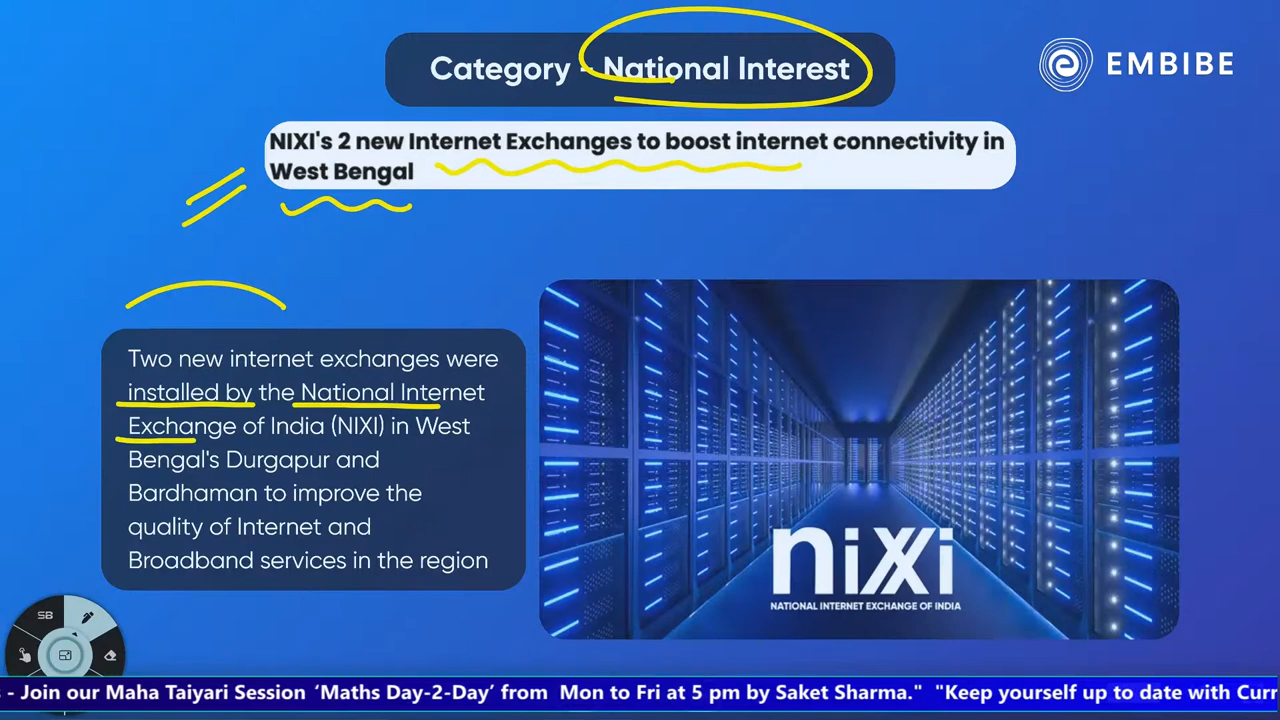 Category - National Interest
EMBIBE
NIXI's 2 new Internet Exchanges to boost internet connectivity in
West Bengal
Two new internet exchanges were
installed by the National Internet
Exchange of India (NIXI) in West
Bengal's Durgapur and
Bardhaman to improve the
quality of Internet and
Broadband services in the region
nixi
NATIONAL INTERNET EXCHANGE OF INDIA
SB
s - Join our Maha Taiyari Session ‘Maths Day-2-Day’ from Mon to Fri at 5 pm by Saket Sharma." "Keep yourself up to date with Curr